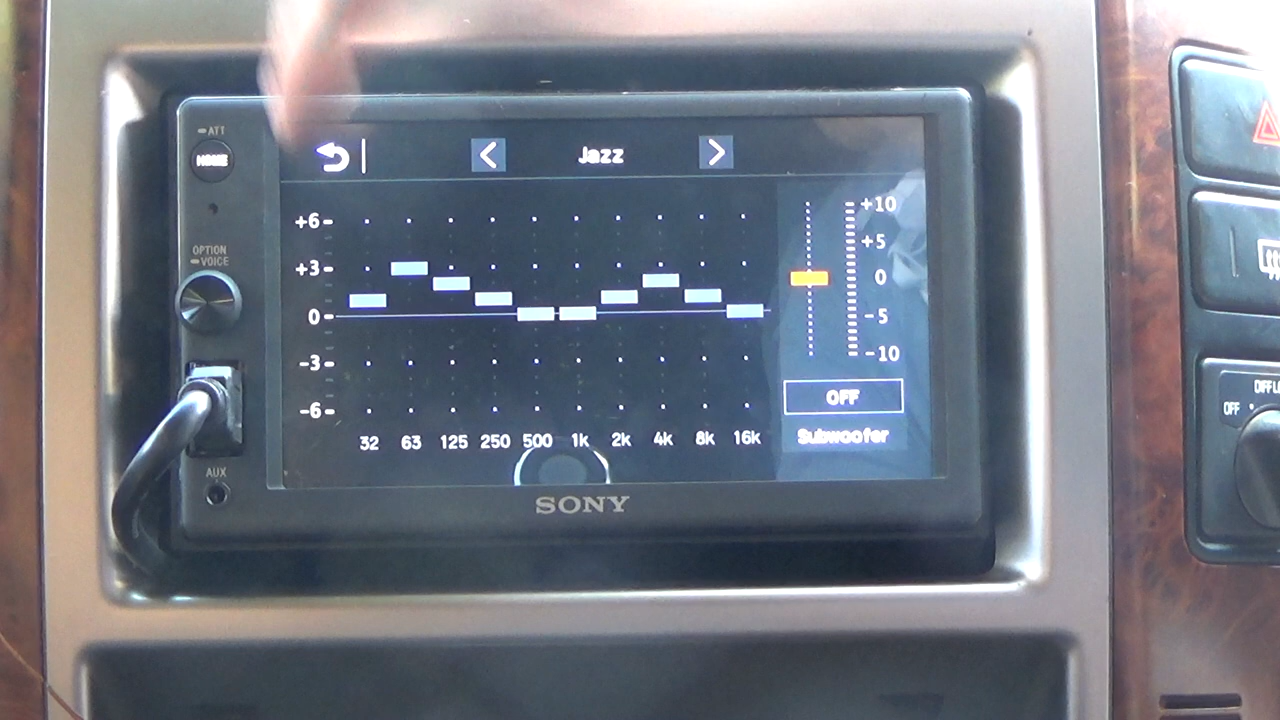 ATT
HOME
OPTION
VOICE
AUX
Jazz
+6
+3
0
-3
-6
32 63 125 250 500 1k 2k 4k 8k 16k
+10
+5
0
-5
-10
OFF
Subwoofer
SONY
OFF